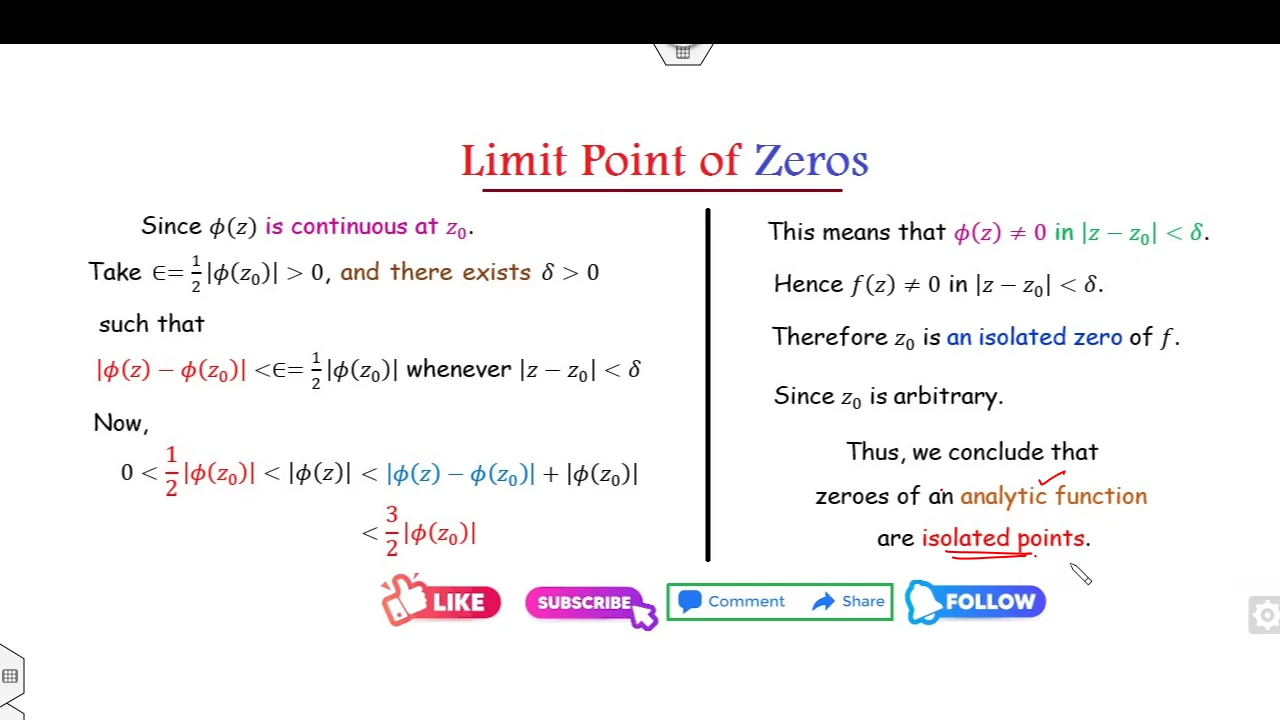 Limit Point of Zeros
Since ϕ(z) is continuous at z₀.
Take ∈= 1/2 |ϕ(z₀)| > 0, and there exists δ > 0
such that
|ϕ(z) − ϕ(z₀)| <∈= 1/2 |ϕ(z₀)| whenever |z − z₀| < δ
Now,
0 < 1/2 |ϕ(z₀)| < |ϕ(z)| < |ϕ(z) − ϕ(z₀)| + |ϕ(z₀)|
< 3/2 |ϕ(z₀)|
This means that ϕ(z) ≠ 0 in |z − z₀| < δ.
Hence f(z) ≠ 0 in |z − z₀| < δ.
Therefore z₀ is an isolated zero of f.
Since z₀ is arbitrary.
Thus, we conclude that
zeroes of an analytic function
are isolated points.
LIKE
SUBSCRIBE
Comment
Share
FOLLOW